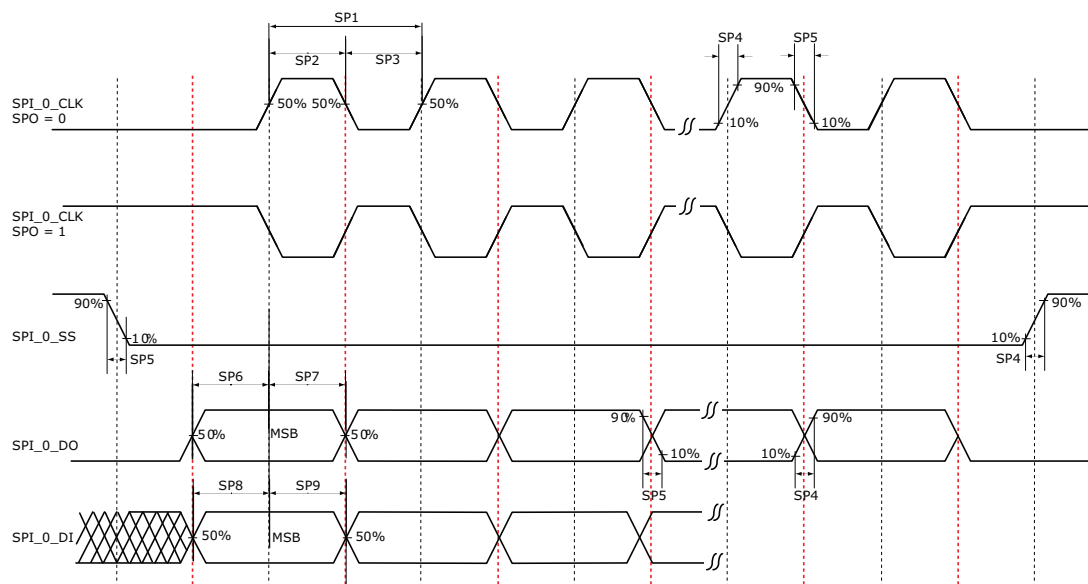 SP1
SP4 SP5
SP2 SP3
SPI_0_CLK
SPO = 0
50% 50% 50% 90%
10% 10%
SPI_0_CLK
SPO = 1
90% 90%
SPI_0_SS
10% 10%
SP5 SP4
SP6 SP7
90% 90%
SPI_0_DO
50% MSB 50%
10% 10%
SP8 SP9 SP5 SP4
SPI_0_DI
50% MSB 50%